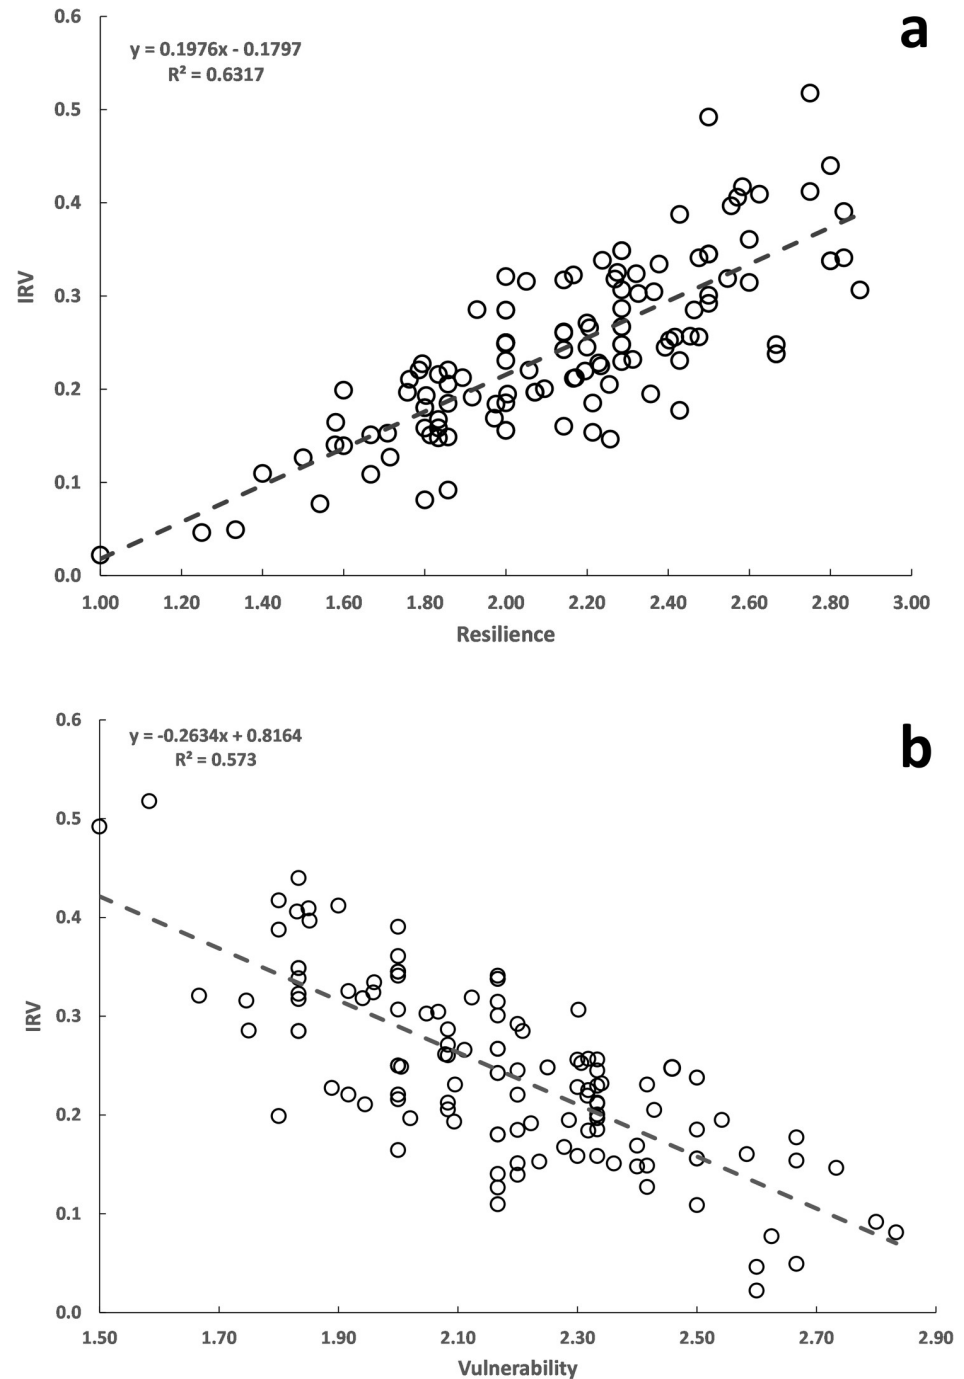 a
y = 0.1976x - 0.1797
R² = 0.6317
0.6
0.5
0.4
0.3
0.2
0.1
0.0
IRV
1.00 1.20 1.40 1.60 1.80 2.00 2.20 2.40 2.60 2.80 3.00
Resilience
b
y = -0.2634x + 0.8164
R² = 0.573
0.6
0.5
0.4
0.3
0.2
0.1
0.0
IRV
1.50 1.70 1.90 2.10 2.30 2.50 2.70 2.90
Vulnerability